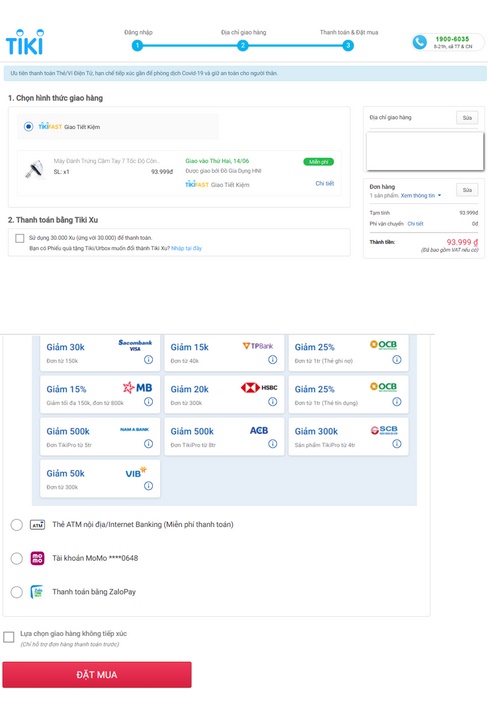 TIKI
Đăng nhập
Địa chỉ giao hàng
Thanh toán & Đặt mua
1
2
3
1900-6035
8-21h, cả T7 & CN
Ưu tiên thanh toán Thẻ/Ví Điện Tử, hạn chế tiếp xúc gần để phòng dịch Covid-19 và giữ an toàn cho người thân.
1. Chọn hình thức giao hàng
TIKIFAST Giao Tiết Kiệm
Máy Đánh Trứng Cầm Tay 7 Tốc Độ Côn..
SL: x1
93.999đ
Giao vào Thứ Hai, 14/06
Miễn phí
Được giao bởi Đồ Gia Dụng HNE
TIKIFAST Giao Tiết Kiệm
Chi tiết
Địa chỉ giao hàng
Sửa
Đơn hàng
1 sản phẩm. Xem thông tin
Sửa
Tạm tính
93.999đ
Phí vận chuyển Chi tiết
0đ
Thành tiền:
93.999 đ
(Đã bao gồm VAT nếu có)
2. Thanh toán bằng Tiki Xu
Sử dụng 30.000 Xu (ứng với 30.000) để thanh toán.
Bạn có Phiếu quà tặng Tiki/Urbox muốn đổi thành Tiki Xu? Nhập tại đây.
Giảm 30k
Sacombank
VISA
Đơn từ 150k
Giảm 15k
TPBank
Đơn từ 40k
Giảm 25%
OCB
Đơn từ 1tr (Thẻ ghi nợ)
Giảm 15%
MB
Giảm tối đa 150k, đơn từ 600k
Giảm 20k
HSBC
Đơn từ 300k
Giảm 25%
OCB
Đơn từ 1tr (Thẻ tín dụng)
Giảm 500k
NAM A BANK
Đơn TikiPro từ 5tr
Giảm 500k
ACB
Đơn TikiPro từ 8tr
Giảm 300k
SCB
Sản phẩm TikiPro từ 4tr
Giảm 50k
VIB
Đơn từ 300k
ATM
Thẻ ATM nội địa/Internet Banking (Miễn phí thanh toán)
mo
mo
Tài khoản MoMo ****0648
Thanh toán bằng ZaloPay
Lựa chọn giao hàng không tiếp xúc
(Chỉ hỗ trợ đơn hàng thanh toán trước)
ĐẶT MUA